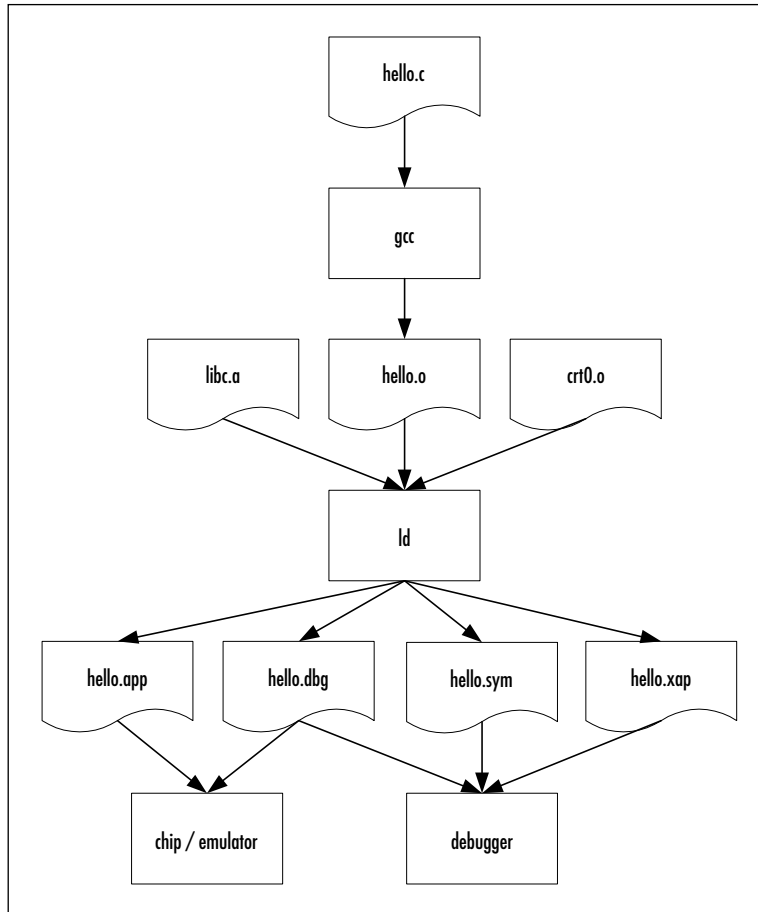 hello.c
gcc
libc.a
hello.o
crt0.o
ld
hello.app
hello.dbg
hello.sym
hello.xap
chip / emulator
debugger